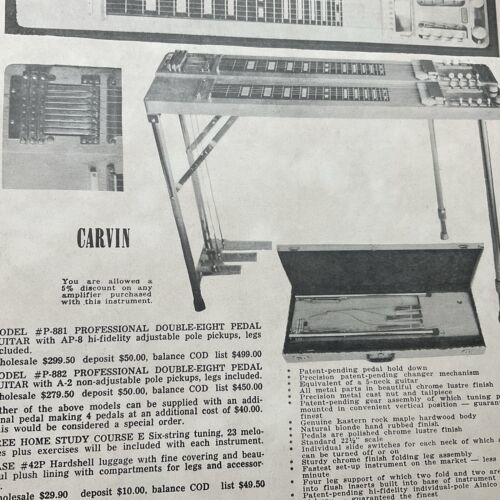 CARVIN
You are allowed a
5% discount on any
amplifier purchased
with this instrument.
ODEL #P-881 PROFESSIONAL DOUBLE-EIGHT PEDAL
UITAR with AP-8 hi-fidelity adjustable pole pickups, legs
cluded.
holesale $299.50 deposit $50.00, balance COD list $499.00
ODEL #P-882 PROFESSIONAL DOUBLE-EIGHT PEDAL
UITAR with A-2 non-adjustable pole pickups, legs included.
holesale $279.50 deposit $50.00, balance COD list $450.00
ther of the above models can be supplied with an addi-
onal pedal making 4 pedals at an additional cost of $40.00.
is would be considered a special order.
REE HOME STUDY COURSE E Six-string tuning, 23 melo-
es plus exercises will be included with each instrument.
ASE #42P Hardshell luggage with fine covering and beau-
ful plush lining with compartments for legs and accessor-
holesale $29.90 deposit $10.00, balance COD list $49.50
* Patent-pending pedal hold down
* Precision patent-pending changer mechanism
* Equivalent of a 5-neck guitar
* All metal parts in beautiful chrome lustre finish
* Precision metal cast nut and tailpiece
* Patent-pending gear assembly of which tuning p
mounted in convenient vertical position — guaran
finest
* Genuine Eastern rock maple hardwood body
* Natural blonde hand rubbed finish
* Pedals are polished chrome lustre finish
* Standard 22½" scale
* Individual slide switches for each neck of which
can be turned off or on
* Sturdy chrome finish folding leg assembly
* Fastest set-up instrument on the market — less
minute
* Four leg support of which two fold and two
into flush inserts built into base of instrument
* Patent-pending hi-fidelity individual-pole Alni
guarantee the finest